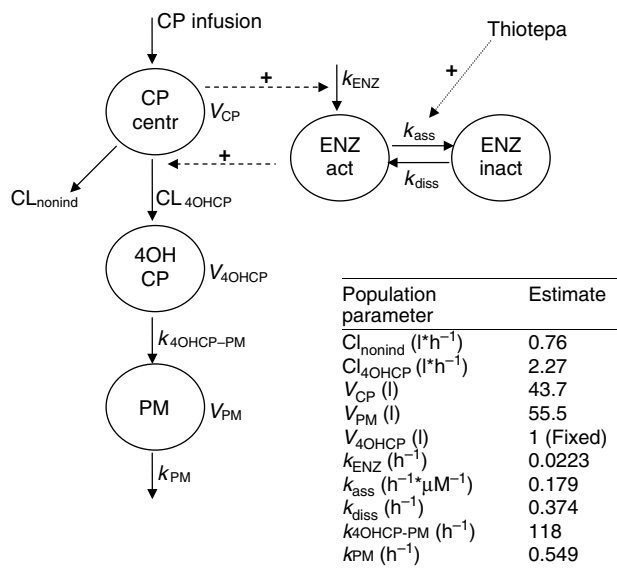 CP infusion
Thiotepa
+
+
k_ENZ
CP
centr
V_CP
k_ass
ENZ
act
ENZ
inact
+
k_diss
CL_nonind
CL_4OHCP
4OH
CP
V_4OHCP
k_4OHCP–PM
PM
V_PM
k_PM
Population parameter	Estimate
Cl_nonind (l*h⁻¹)	0.76
Cl_4OHCP (l*h⁻¹)	2.27
V_CP (l)	43.7
V_PM (l)	55.5
V_4OHCP (l)	1 (Fixed)
k_ENZ (h⁻¹)	0.0223
k_ass (h⁻¹*μM⁻¹)	0.179
k_diss (h⁻¹)	0.374
k_4OHCP-PM (h⁻¹)	118
k_PM (h⁻¹)	0.549